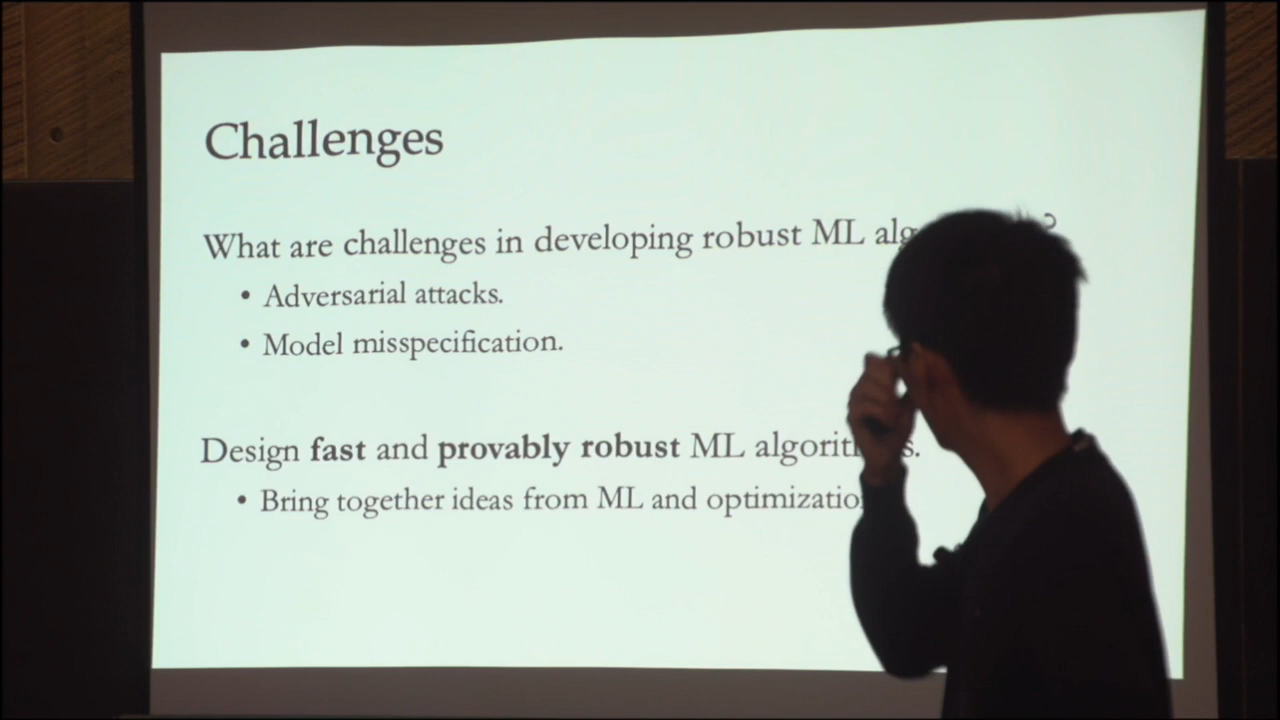 Challenges
What are challenges in developing robust ML
• Adversarial attacks.
• Model misspecification.
Design fast and provably robust ML
• Bring together ideas from ML and